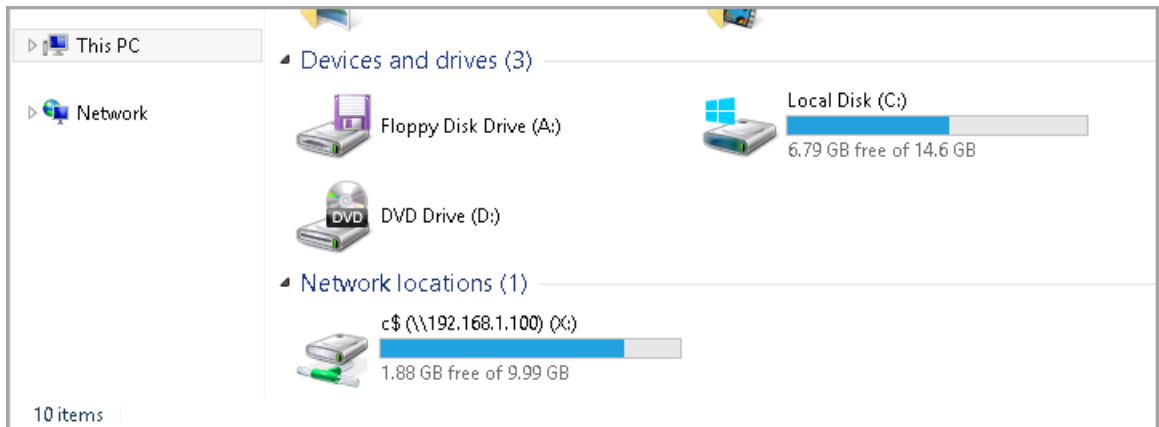 This PC
Network
Devices and drives (3)
Floppy Disk Drive (A:)
Local Disk (C:)
6.79 GB free of 14.6 GB
DVD
DVD Drive (D:)
Network locations (1)
c$ (\\192.168.1.100) (X:)
1.88 GB free of 9.99 GB
10 items